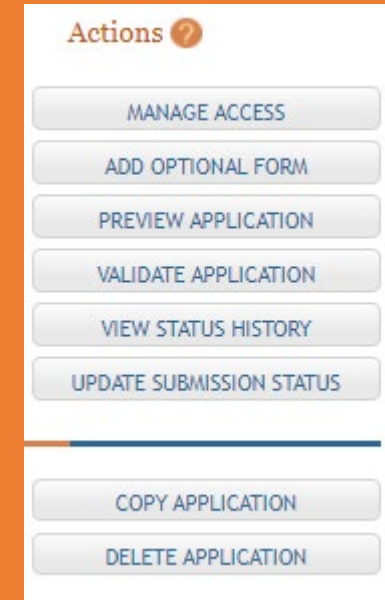 Actions ?
MANAGE ACCESS
ADD OPTIONAL FORM
PREVIEW APPLICATION
VALIDATE APPLICATION
VIEW STATUS HISTORY
UPDATE SUBMISSION STATUS
COPY APPLICATION
DELETE APPLICATION